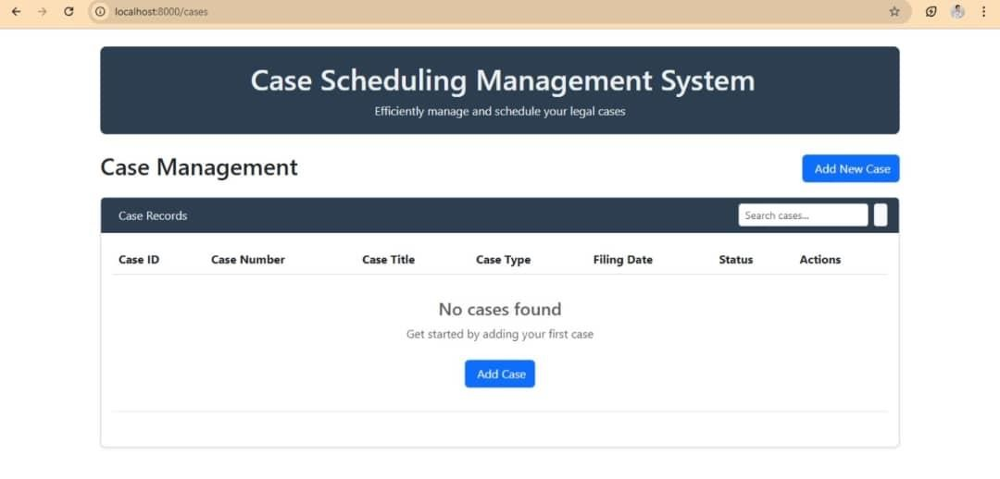 localhost:8000/cases
Case Scheduling Management System
Efficiently manage and schedule your legal cases
Case Management
Add New Case
Case Records
Search cases...
Case ID Case Number Case Title Case Type Filing Date Status Actions
No cases found
Get started by adding your first case
Add Case